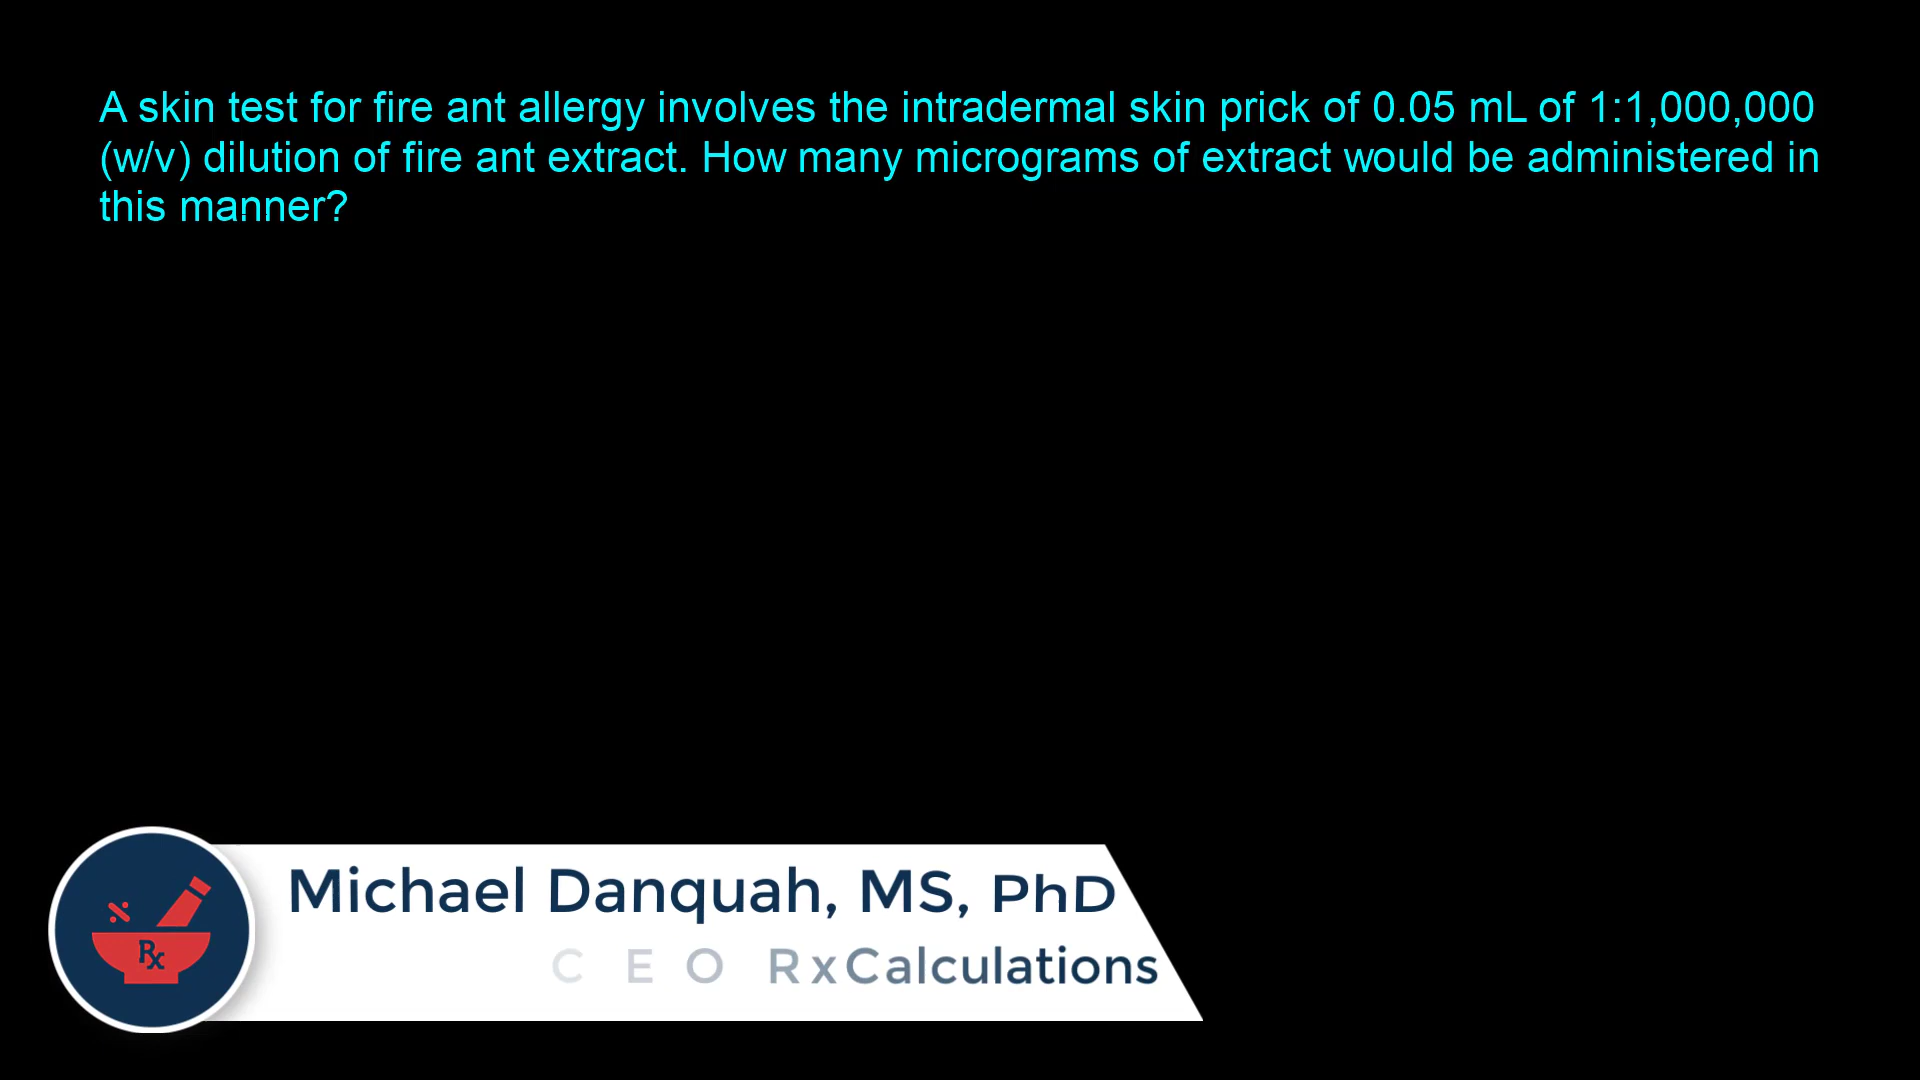 A skin test for fire ant allergy involves the intradermal skin prick of 0.05 mL of 1:1,000,000
(w/v) dilution of fire ant extract. How many micrograms of extract would be administered in
this manner?
Rx
Michael Danquah, MS, PhD
CEO RxCalculations